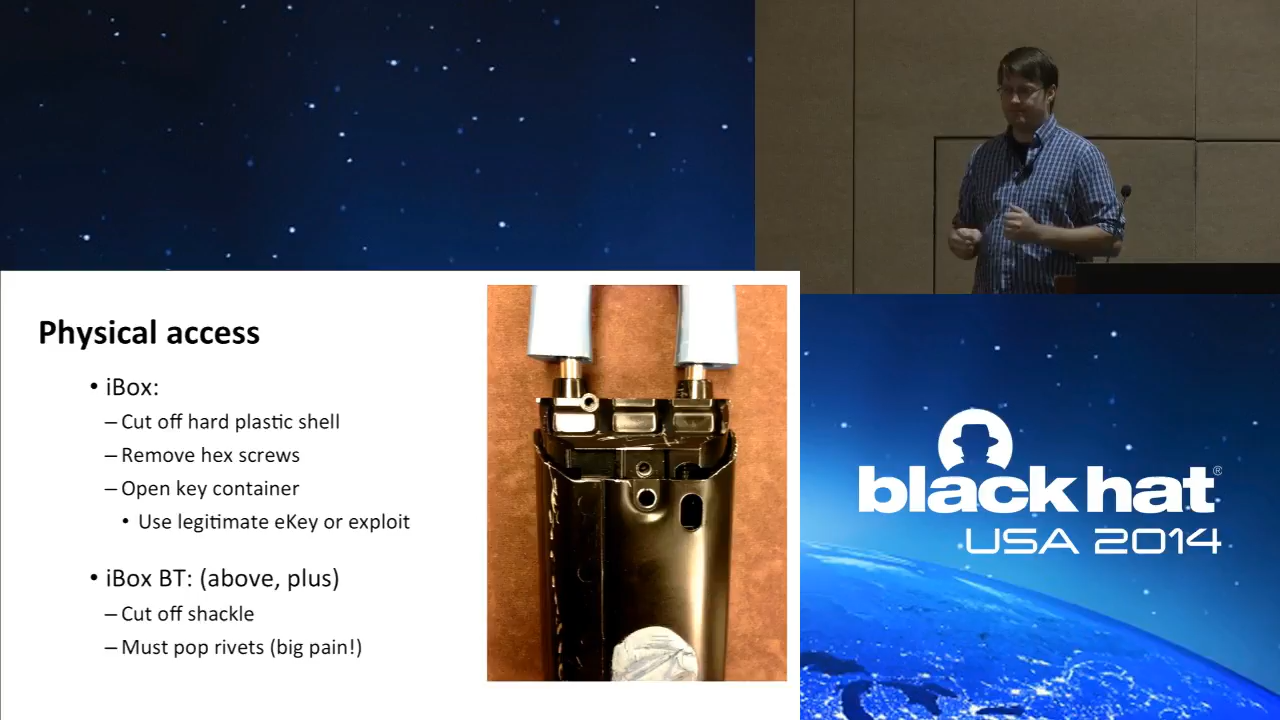 Physical access
• iBox:
– Cut off hard plastic shell
– Remove hex screws
– Open key container
• Use legitimate eKey or exploit
• iBox BT: (above, plus)
– Cut off shackle
– Must pop rivets (big pain!)
black hat®
USA 2014